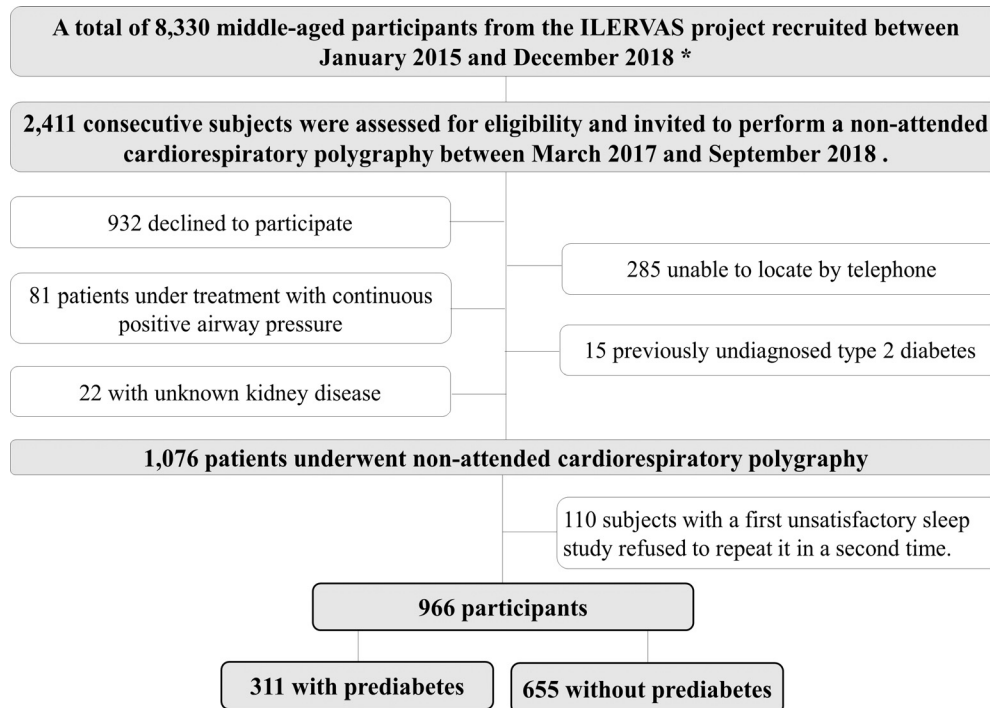 A total of 8,330 middle-aged participants from the ILERVAS project recruited between
January 2015 and December 2018 *
2,411 consecutive subjects were assessed for eligibility and invited to perform a non-attended
cardiorespiratory polygraphy between March 2017 and September 2018 .
932 declined to participate
285 unable to locate by telephone
81 patients under treatment with continuous
positive airway pressure
15 previously undiagnosed type 2 diabetes
22 with unknown kidney disease
1,076 patients underwent non-attended cardiorespiratory polygraphy
110 subjects with a first unsatisfactory sleep
study refused to repeat it in a second time.
966 participants
311 with prediabetes
655 without prediabetes